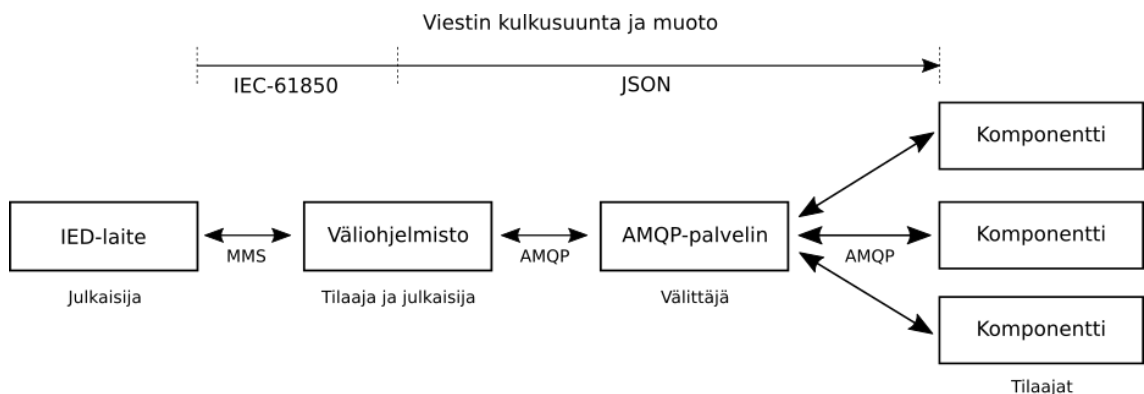 Viestin kulkusuunta ja muoto
IEC-61850
JSON
Komponentti
IED-laite
MMS
Väliohjelmisto
AMQP
AMQP-palvelin
AMQP
Komponentti
Julkaisija
Tilaaja ja julkaisija
Välittäjä
Komponentti
Tilaajat